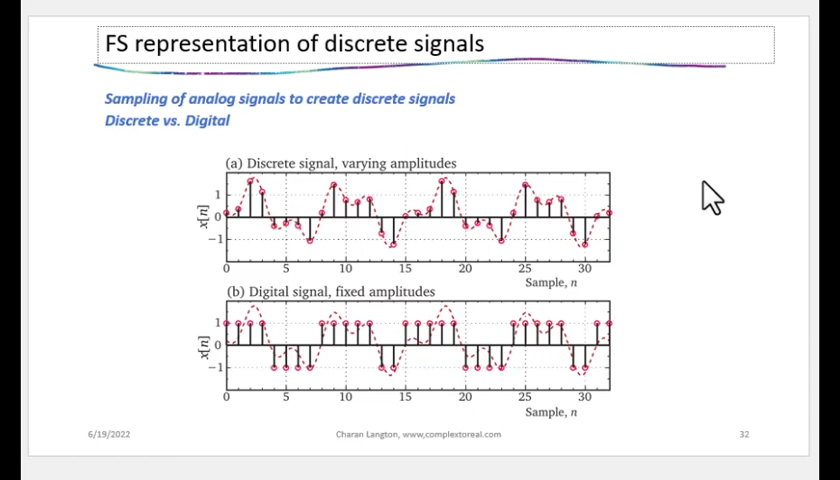 FS representation of discrete signals
Sampling of analog signals to create discrete signals
Discrete vs. Digital
(a) Discrete signal, varying amplitudes
x[n]
1
0
−1
0 5 10 15 20 25 30
Sample, n
(b) Digital signal, fixed amplitudes
x[n]
1
0
−1
0 5 10 15 20 25 30
Sample, n
6/19/2022 Charan Langton, www,complextoreal.com 32